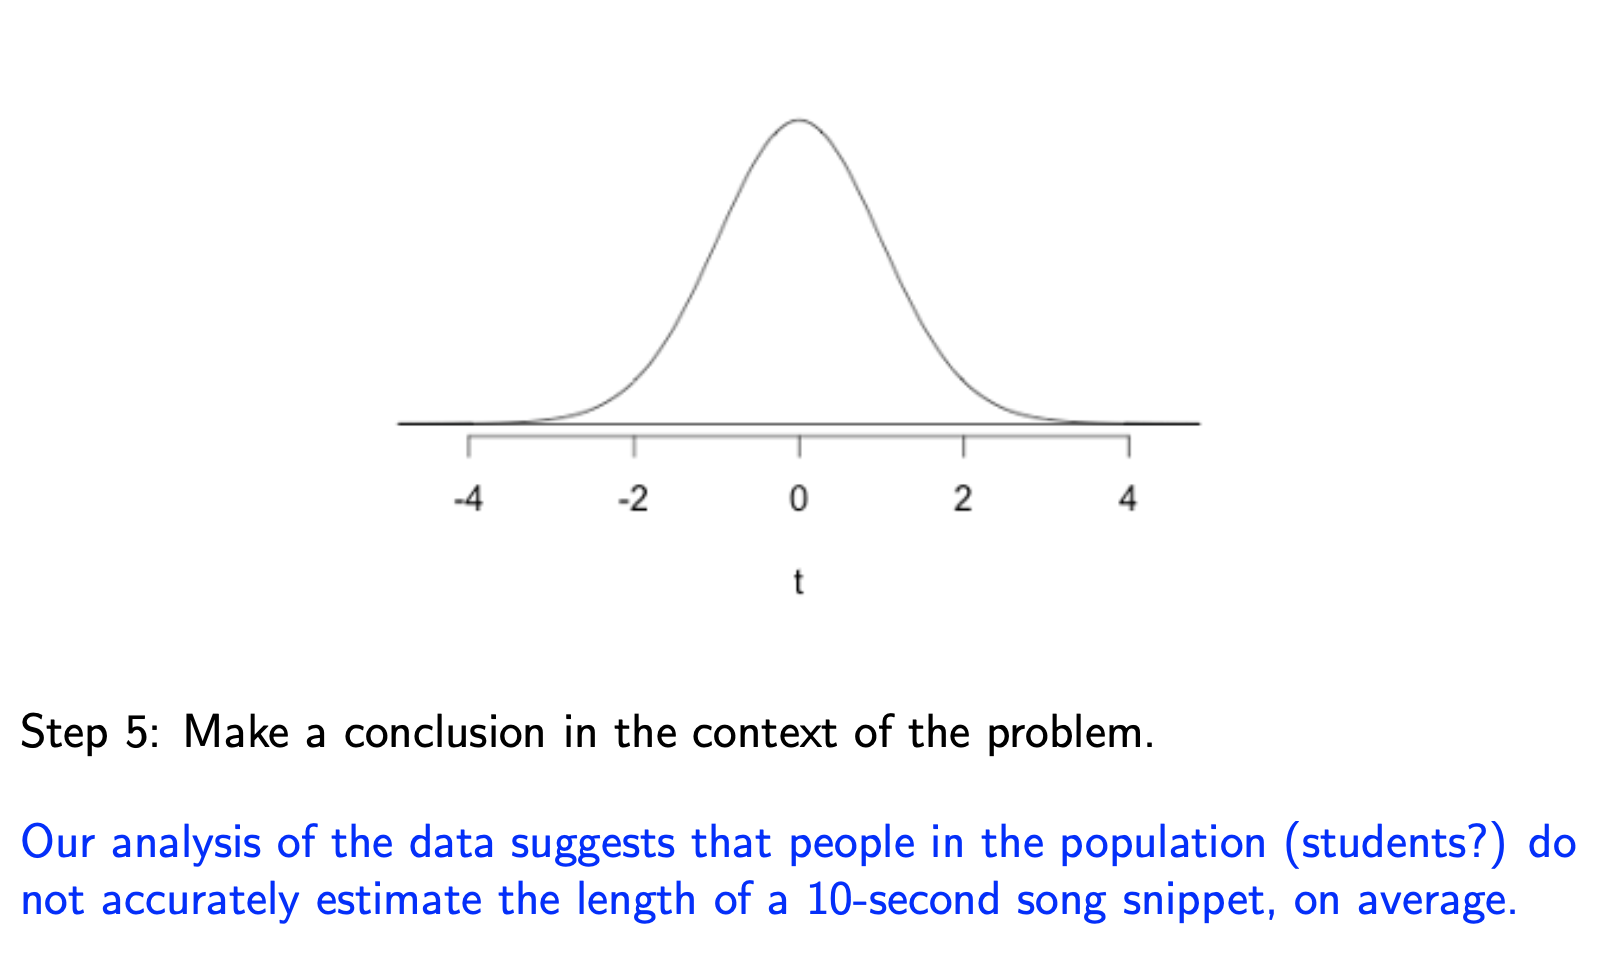 -4 -2 0 2 4
t
Step 5: Make a conclusion in the context of the problem.
Our analysis of the data suggests that people in the population (students?) do
not accurately estimate the length of a 10-second song snippet, on average.